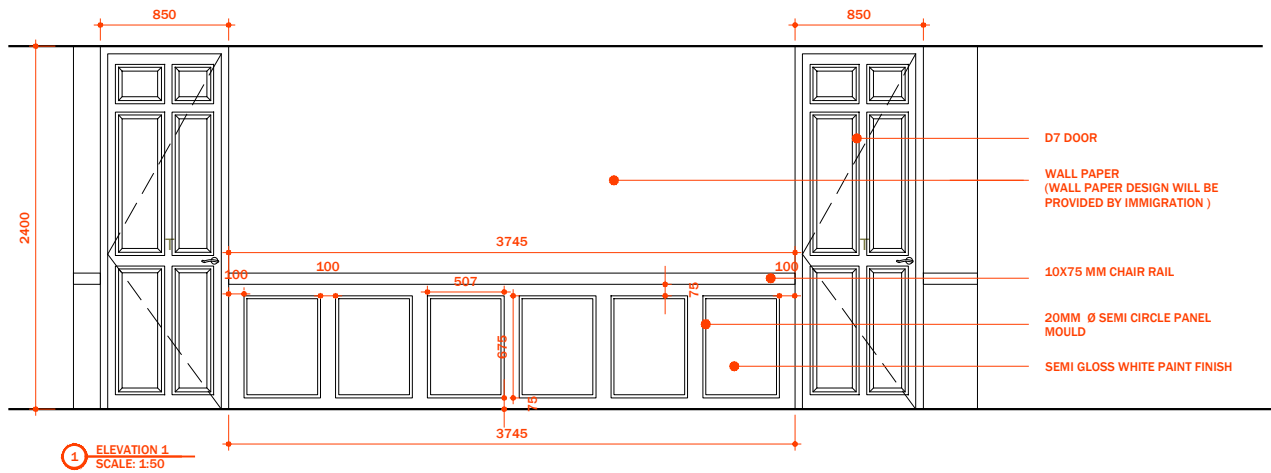 850
850
D7 DOOR
WALL PAPER
(WALL PAPER DESIGN WILL BE
PROVIDED BY IMMIGRATION )
2400
3745
100
100
100
10X75 MM CHAIR RAIL
507
75
20MM Ø SEMI CIRCLE PANEL
MOULD
675
SEMI GLOSS WHITE PAINT FINISH
75
3745
1
ELEVATION 1
SCALE: 1:50